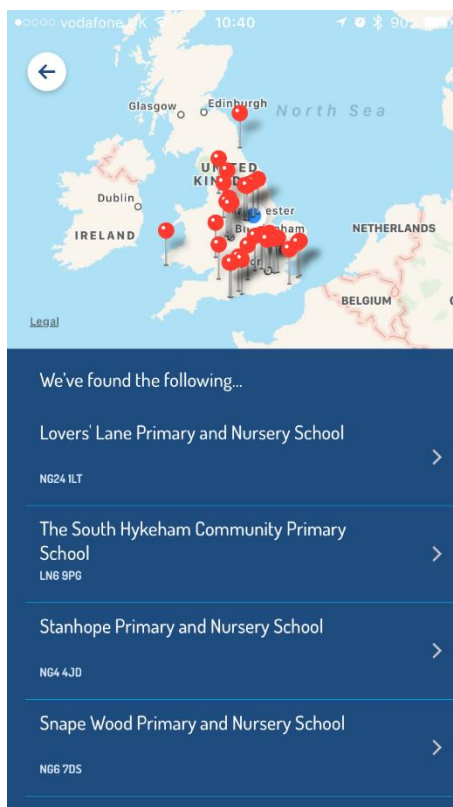 vodafone UK 10:40 90%
Glasgow
Edinburgh
North Sea
UNITED
Dublin
IRELAND
NETHERLANDS
BELGIUM
Legal
We've found the following...
Lovers' Lane Primary and Nursery School
NG24 1LT
The South Hykeham Community Primary
School
LN6 9PG
Stanhope Primary and Nursery School
NG4 4JD
Snape Wood Primary and Nursery School
NG6 7DS